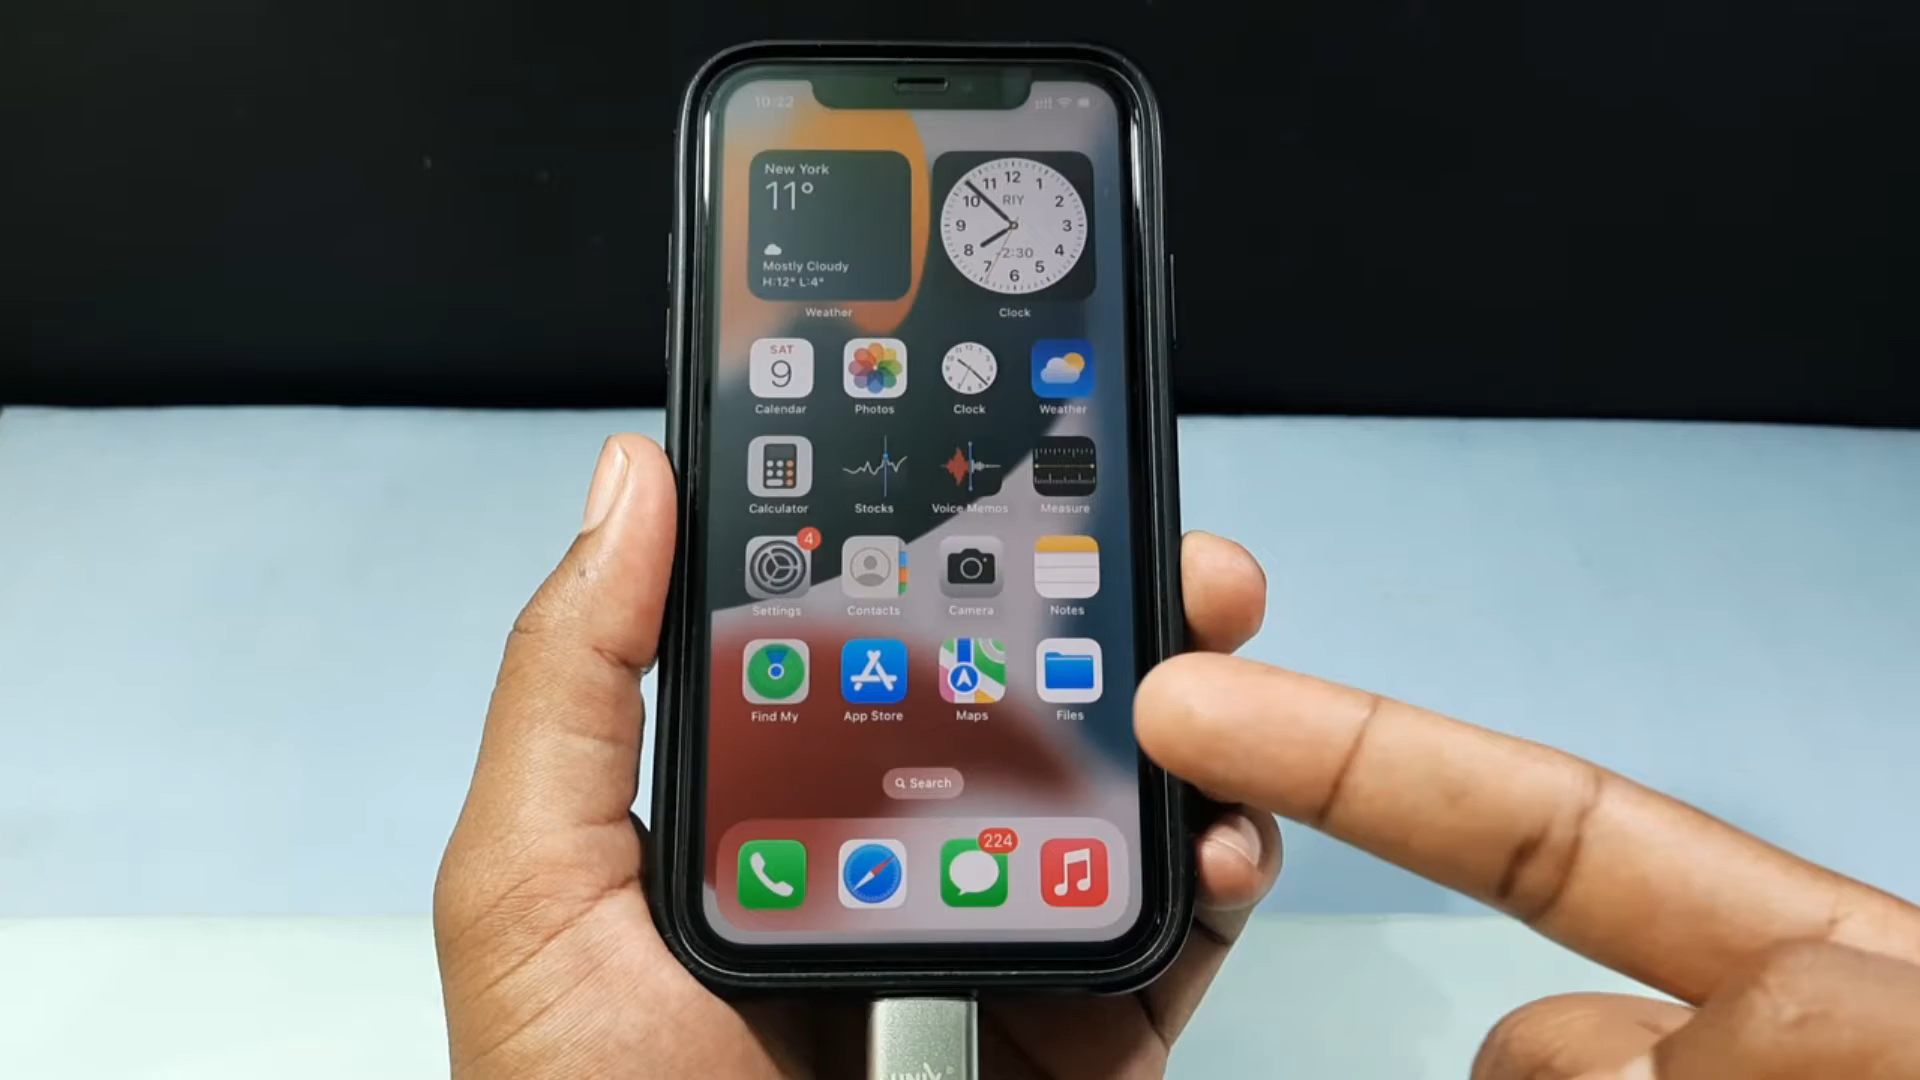 10:22
New York
11°
Mostly Cloudy
H:12° L:4°
12
11 1
10 RIY 2
9 3
8 -2:30 4
7 5
6
Weather Clock
SAT
9
Calendar Photos Clock Weather
Calculator Stocks Voice Memos Measure
4
Settings Contacts Camera Notes
Find My App Store Maps Files
Search
224